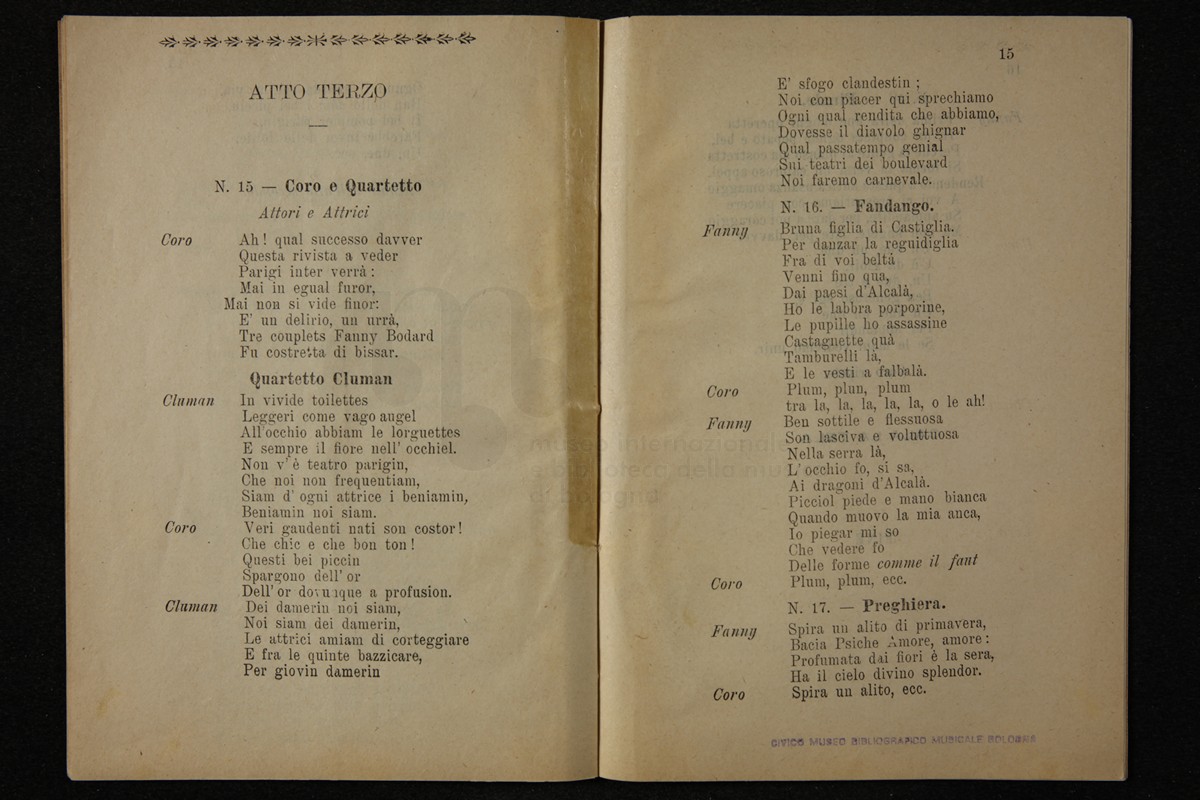 ATTO TERZO
N. 15 — Coro e Quartetto
Attori e Attrici
Coro Ah! qual successo davver
Questa rivista a veder
Parigi inter verrà:
Mai in egual furor,
Mai non si vide finor:
E' un delirio, un urrà,
Tre couplets Fanny Bodard
Fu costretta di bissar.
Quartetto Cluman
Cluman In vivide toilettes
Leggeri come vago augel
All'occhio abbiam le lorguettes
E sempre il fiore nell' occhiel.
Non v' è teatro parigin,
Che noi non frequentiam,
Siam d' ogni attrice i beniamin,
Beniamin noi siam.
Coro Veri gaudenti nati son costor!
Che chic e che bon ton!
Questi bei piccin
Spargono dell' or
Dell' or dovunque a profusion.
Cluman Dei damerin noi siam,
Noi siam dei damerin,
Le attrici amiam di corteggiare
E fra le quinte bazzicare,
Per giovin damerin
15
E' sfogo clandestin;
Noi con piacer qui sprechiamo
Ogni qual rendita che abbiamo,
Dovesse il diavolo ghignar
Qual passatempo genial
Sui teatri dei boulevard
Noi faremo carnevale.
N. 16. — Fandango.
Fanny Bruna figlia di Castiglia.
Per danzar la reguidiglia
Fra di voi beltà
Venni fino qua,
Dai paesi d'Alcalà,
Ho le labbra porporine,
Le pupille ho assassine
Castagnette quà
Tamburelli là,
E le vesti a falbalà.
Coro Plum, plun, plum
tra la, la, la, la, la, o le ah!
Fanny Ben sottile e flessuosa
Son lasciva e voluttuosa
Nella serra là,
L' occhio fo, si sa,
Ai dragoni d'Alcalà.
Picciol piede e mano bianca
Quando muovo la mia anca,
Io piegar mi so
Che vedere fo
Delle forme comme il fant
Coro Plum, plum, ecc.
N. 17. — Preghiera.
Fanny Spira un alito di primavera,
Bacia Psiche Amore, amore:
Profumata dai fiori è la sera,
Ha il cielo divino splendor.
Coro Spira un alito, ecc.
CIVICO MUSEO BIBLIOGRAFICO MUSICALE BOLOGNA
museo internazionale
e biblioteca della mu
di bologna